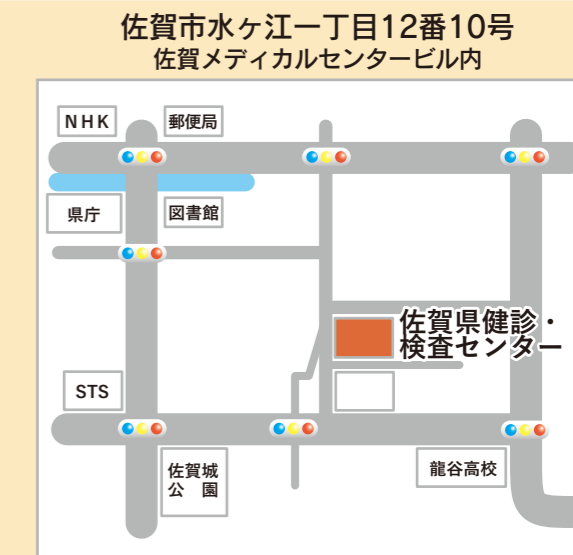 佐賀市水ヶ江一丁目12番10号
佐賀メディカルセンタービル内
NHK
郵便局
県庁
図書館
佐賀県健診・
検査センター
STS
佐賀城
公　園
龍谷高校